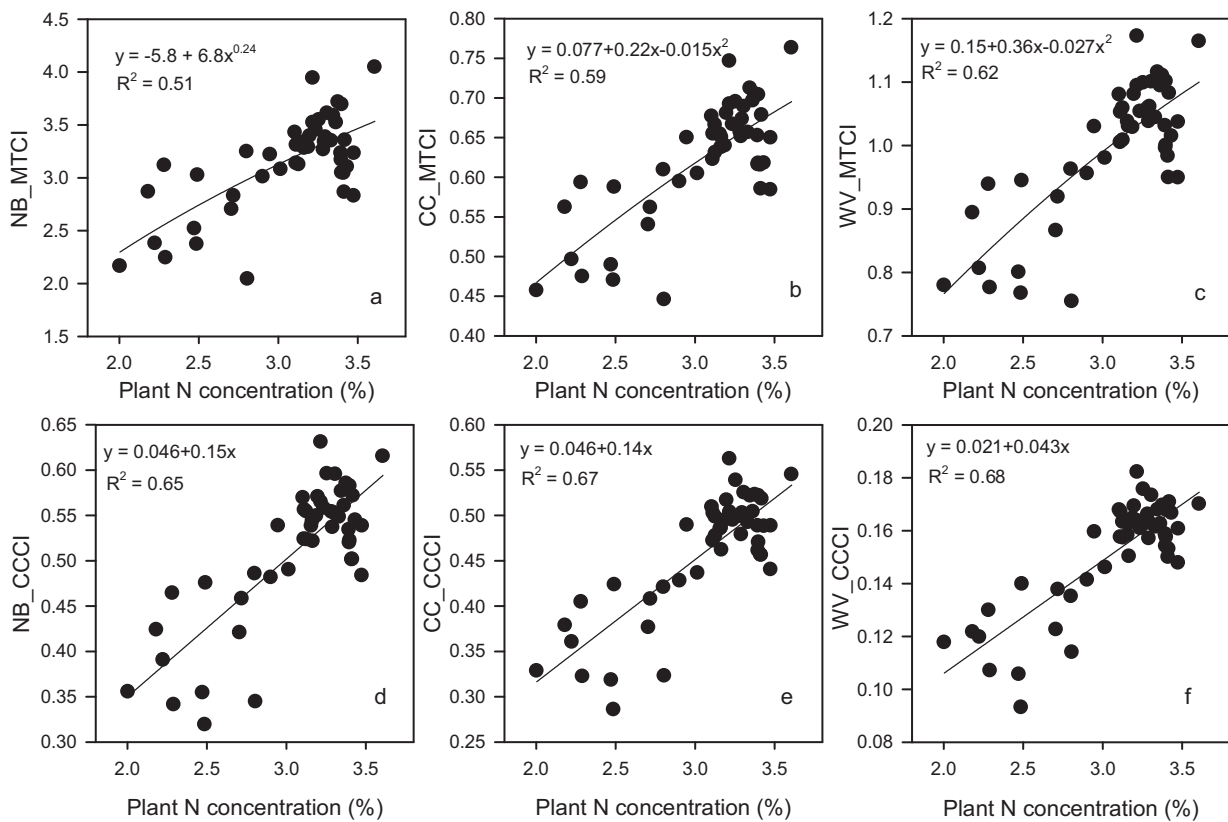 y = -5.8 + 6.8x^0.24
R² = 0.51
NB_MTCI
4.5
4.0
3.5
3.0
2.5
2.0
1.5
a
2.0 2.5 3.0 3.5
Plant N concentration (%)
y = 0.077+0.22x-0.015x²
R² = 0.59
CC_MTCI
0.80
0.75
0.70
0.65
0.60
0.55
0.50
0.45
0.40
b
2.0 2.5 3.0 3.5
Plant N concentration (%)
y = 0.15+0.36x-0.027x²
R² = 0.62
WV_MTCI
1.2
1.1
1.0
0.9
0.8
0.7
c
2.0 2.5 3.0 3.5
Plant N concentration (%)
y = 0.046+0.15x
R² = 0.65
NB_CCCI
0.65
0.60
0.55
0.50
0.45
0.40
0.35
0.30
d
2.0 2.5 3.0 3.5
Plant N concentration (%)
y = 0.046+0.14x
R² = 0.67
CC_CCCI
0.60
0.55
0.50
0.45
0.40
0.35
0.30
0.25
e
2.0 2.5 3.0 3.5
Plant N concentration (%)
y = 0.021+0.043x
R² = 0.68
WV_CCCI
0.20
0.18
0.16
0.14
0.12
0.10
0.08
f
2.0 2.5 3.0 3.5
Plant N concentration (%)